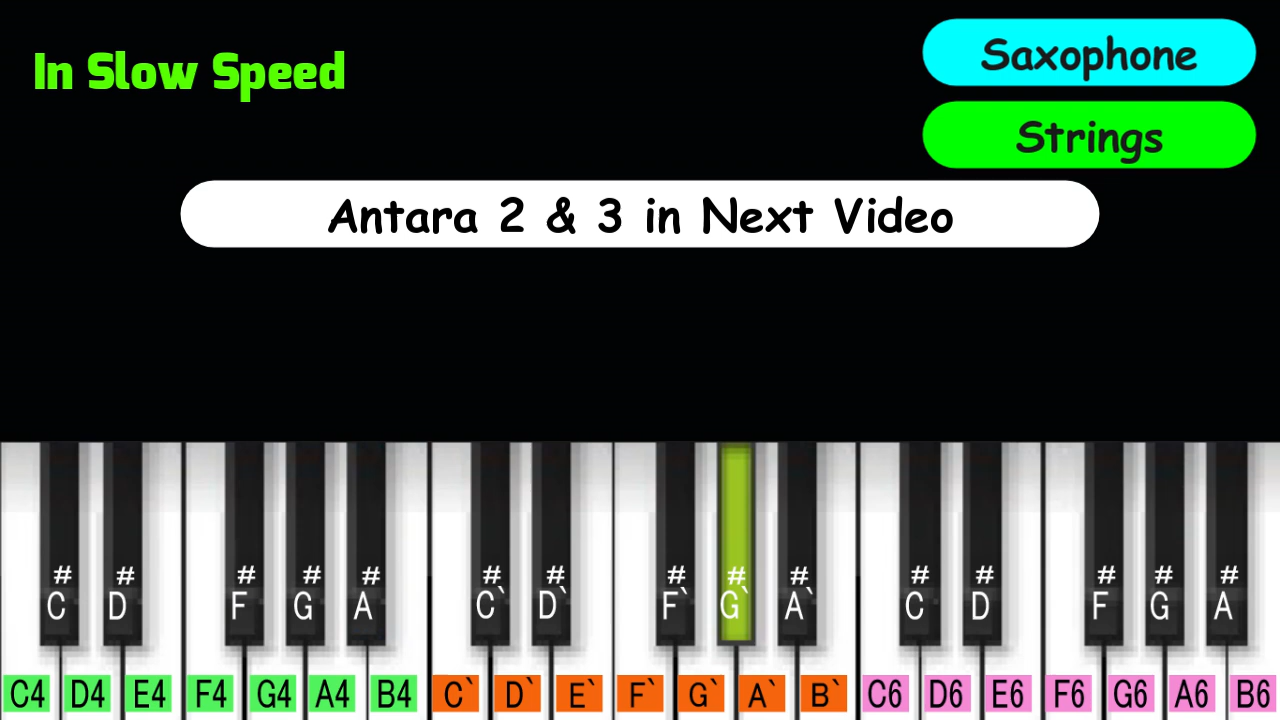 In Slow Speed
Saxophone
Strings
Antara 2 & 3 in Next Video
# # # # # # # # # # # # # # #
C D F G A C` D` F` G` A` C D F G A
C4 D4 E4 F4 G4 A4 B4 C` D` E` F` G` A` B` C6 D6 E6 F6 G6 A6 B6